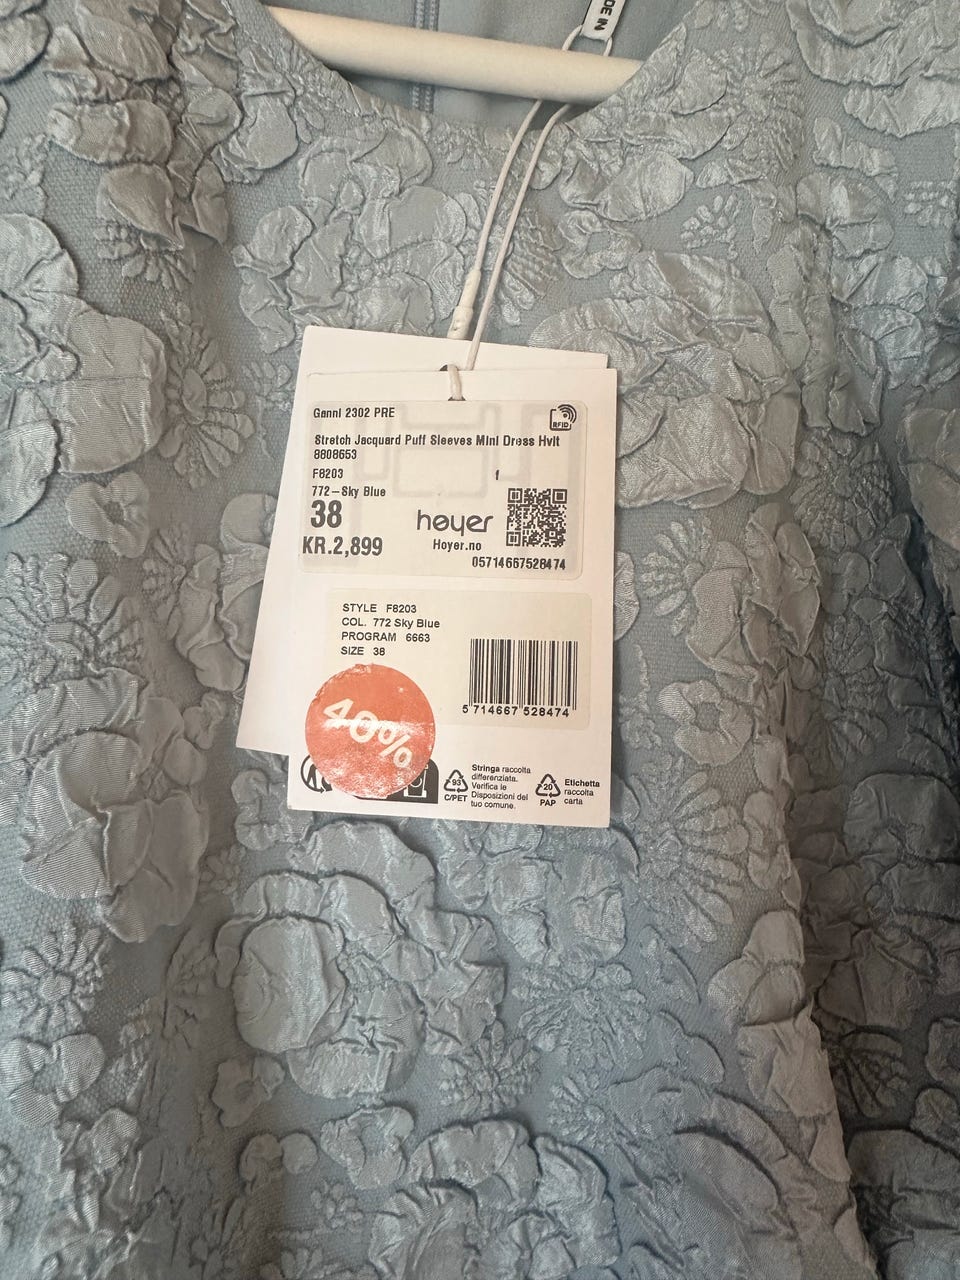 DE IN
Ganni 2302 PRE
RFID
Stretch Jacquard Puff Sleeves Mini Dress Hvit
8808653
F8203
f
772-Sky Blue
38
høyer
KR.2,899
Hoyer.no
05714667528474
STYLE F8203
COL. 772 Sky Blue
PROGRAM 6663
SIZE 38
5 714667 528474
40%
93
C/PET
Stringa raccolta
differenziata.
Verifica le
Disposizioni del
tuo comune.
20
PAP
Etichetta
raccolta
carta